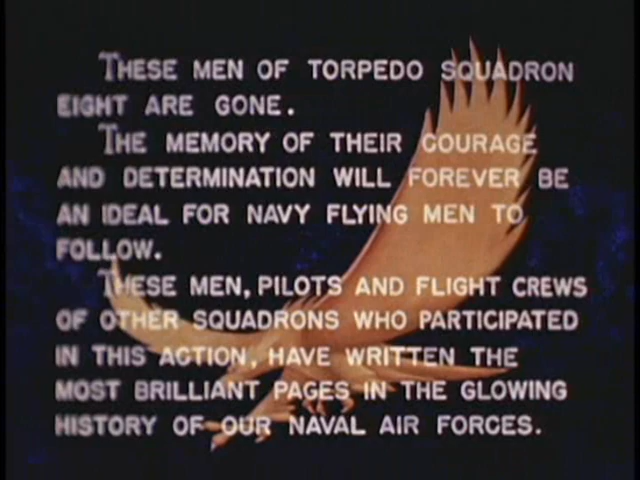 THESE MEN OF TORPEDO SQUADRON
EIGHT ARE GONE.
THE MEMORY OF THEIR COURAGE
AND DETERMINATION WILL FOREVER BE
AN IDEAL FOR NAVY FLYING MEN TO
FOLLOW.
THESE MEN, PILOTS AND FLIGHT CREWS
OF OTHER SQUADRONS WHO PARTICIPATED
IN THIS ACTION, HAVE WRITTEN THE
MOST BRILLIANT PAGES IN THE GLOWING
HISTORY OF OUR NAVAL AIR FORCES.